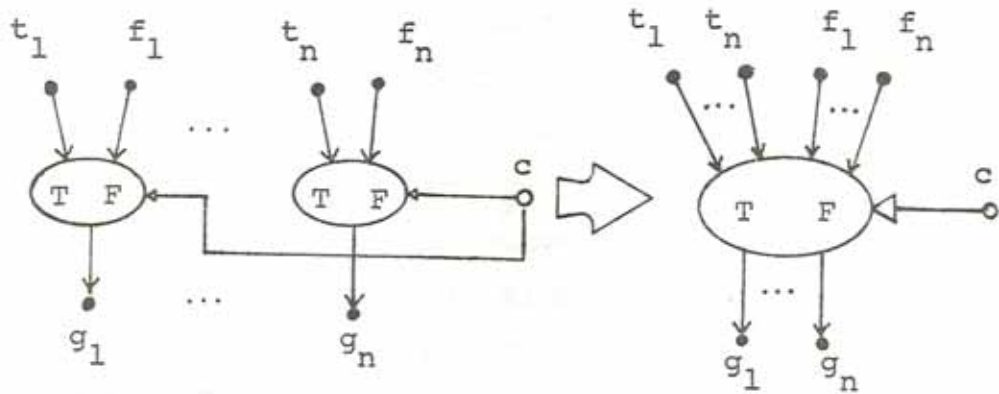 t1 f1 ... tn fn
T F T F c
... g1 gn
t1 tn f1 fn
... ...
T F c
...
g1 gn